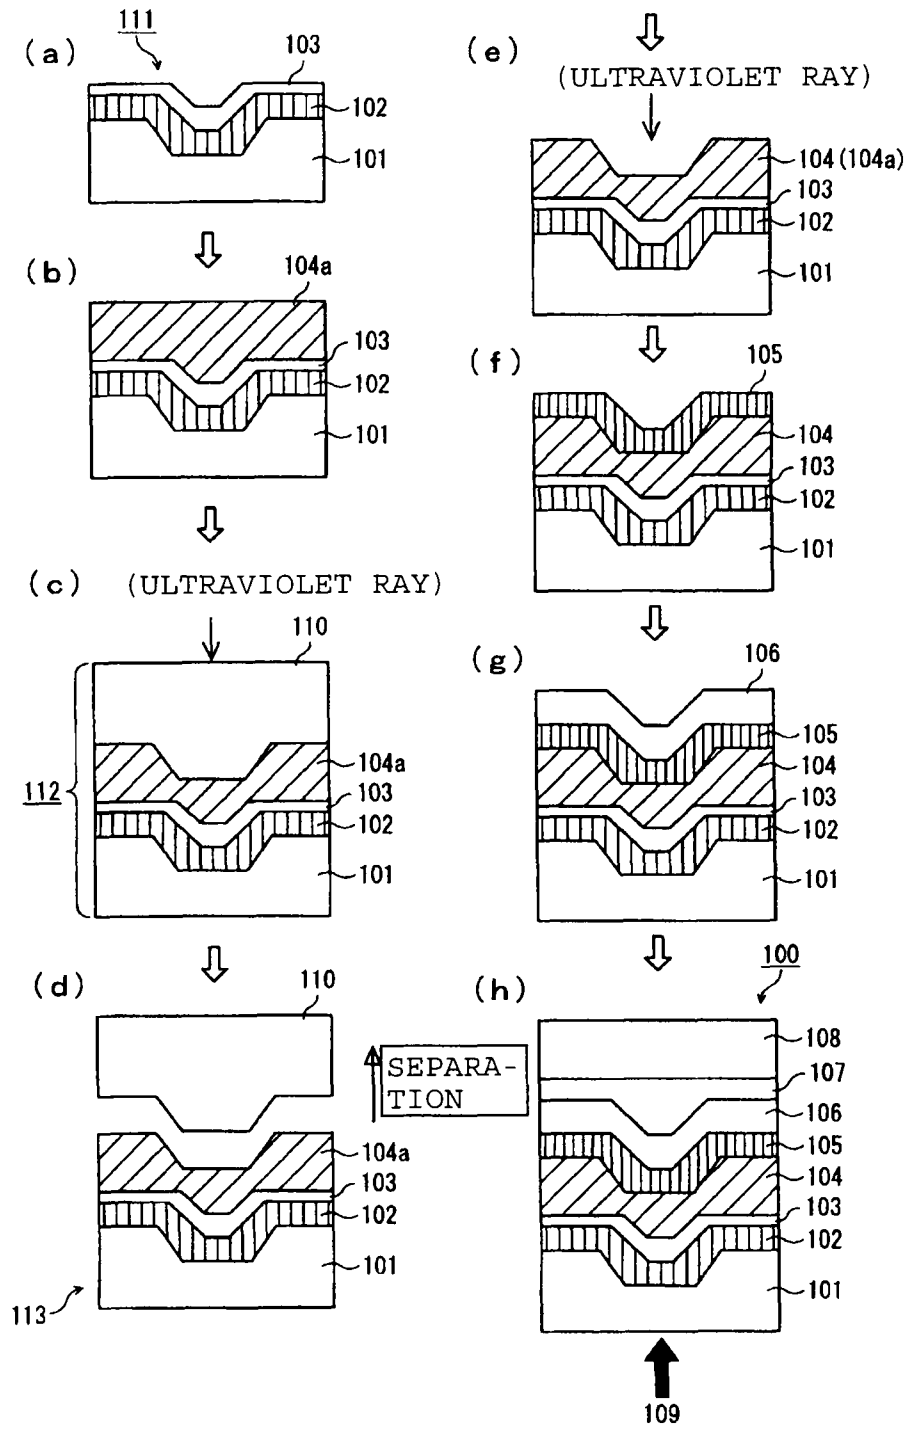 (a)
111
103
102
101
(b)
104a
103
102
101
(c) (ULTRAVIOLET RAY)
110
112
104a
103
102
101
(d)
110
SEPARA-
TION
104a
103
102
101
113
(e)
(ULTRAVIOLET RAY)
104(104a)
103
102
101
(f)
105
104
103
102
101
(g)
106
105
104
103
102
101
(h)
100
108
107
106
105
104
103
102
101
109